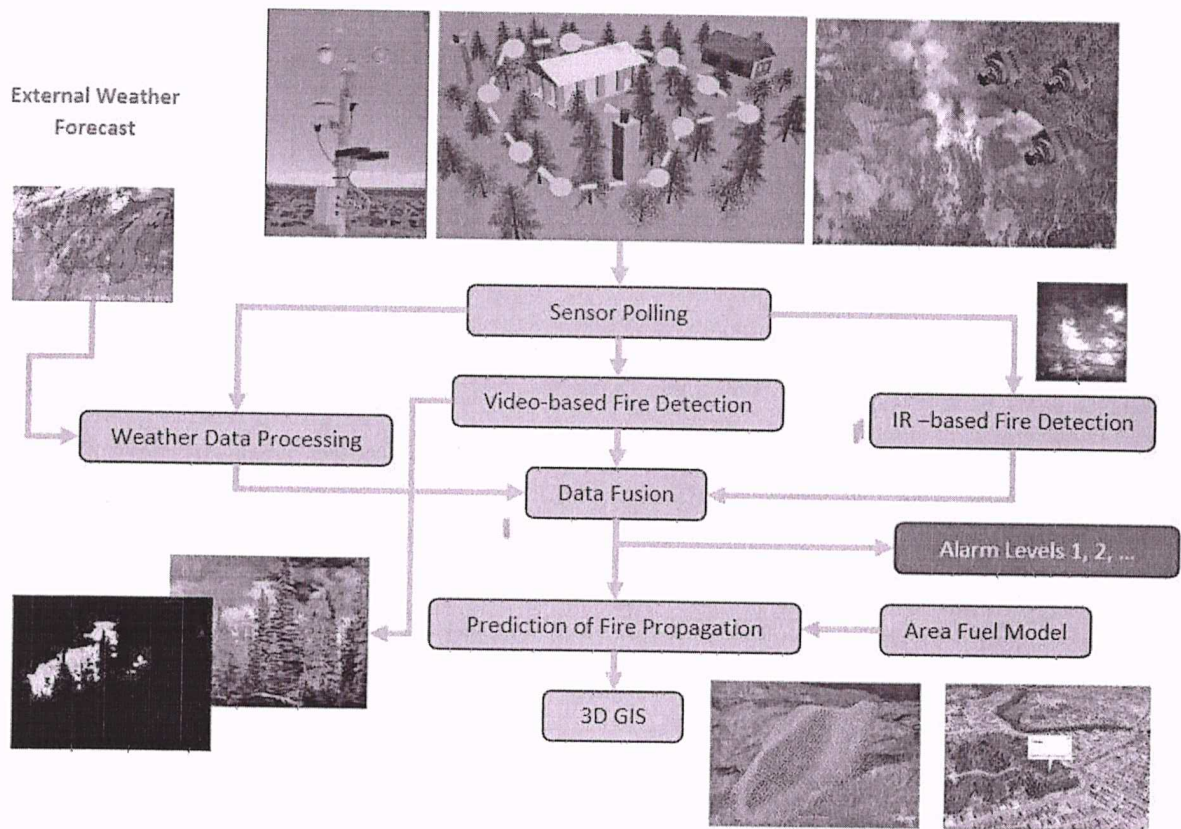 External Weather
Forecast
Sensor Polling
Video-based Fire Detection
IR –based Fire Detection
Weather Data Processing
Data Fusion
Alarm Levels 1, 2, ...
Prediction of Fire Propagation
Area Fuel Model
3D GIS